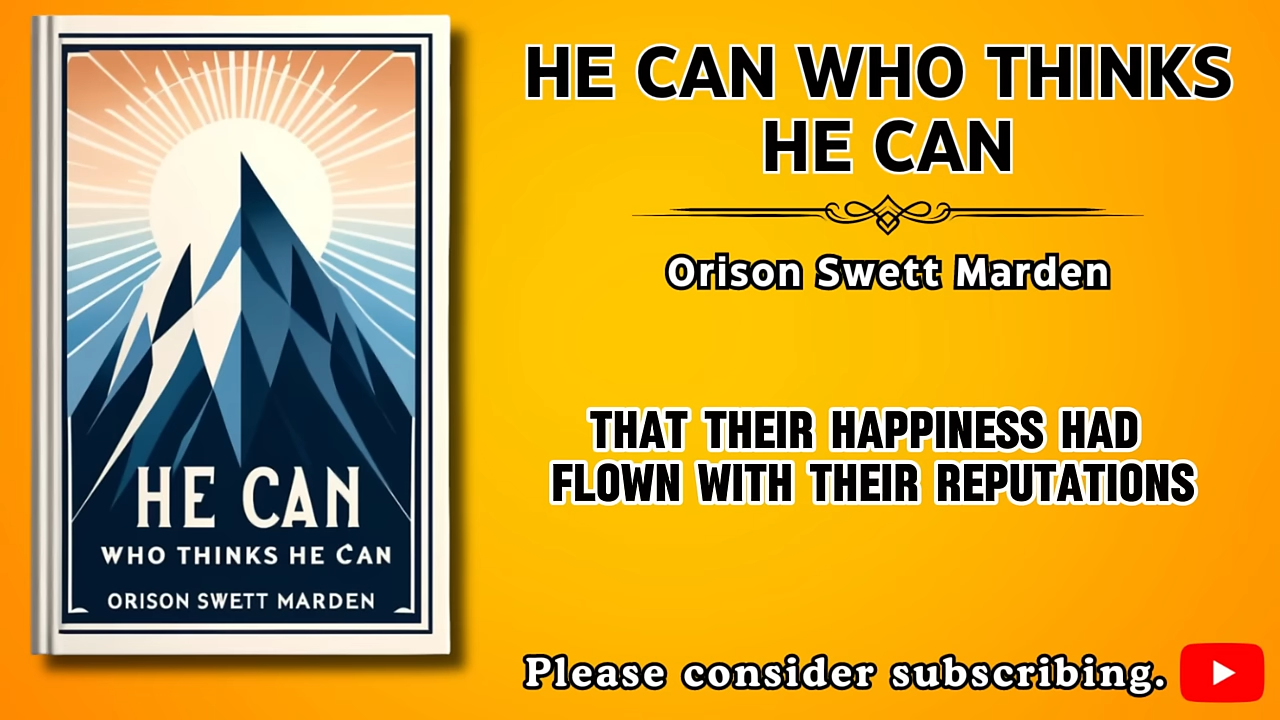 HE CAN
WHO THINKS HE CAN
ORISON SWETT MARDEN
HE CAN WHO THINKS
HE CAN
Orison Swett Marden
THAT THEIR HAPPINESS HAD
FLOWN WITH THEIR REPUTATIONS
Please consider subscribing.